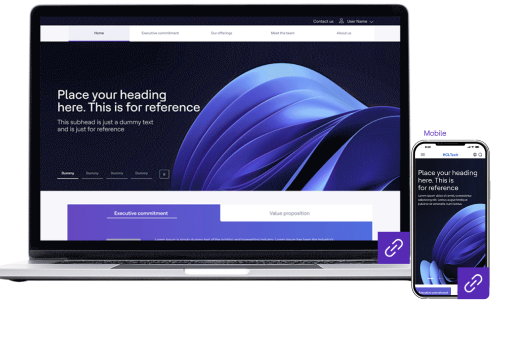 Contact us User Name
Home Executive commitment Our offerings Meet the team About us
Place your heading
here. This is for reference
This subhead is just a dummy text
and is just for reference
Dummy Dummy Dummy Dummy
Executive commitment Value proposition
Mobile
HCLTech
Place your heading
here. This is
for reference
Executive commitment